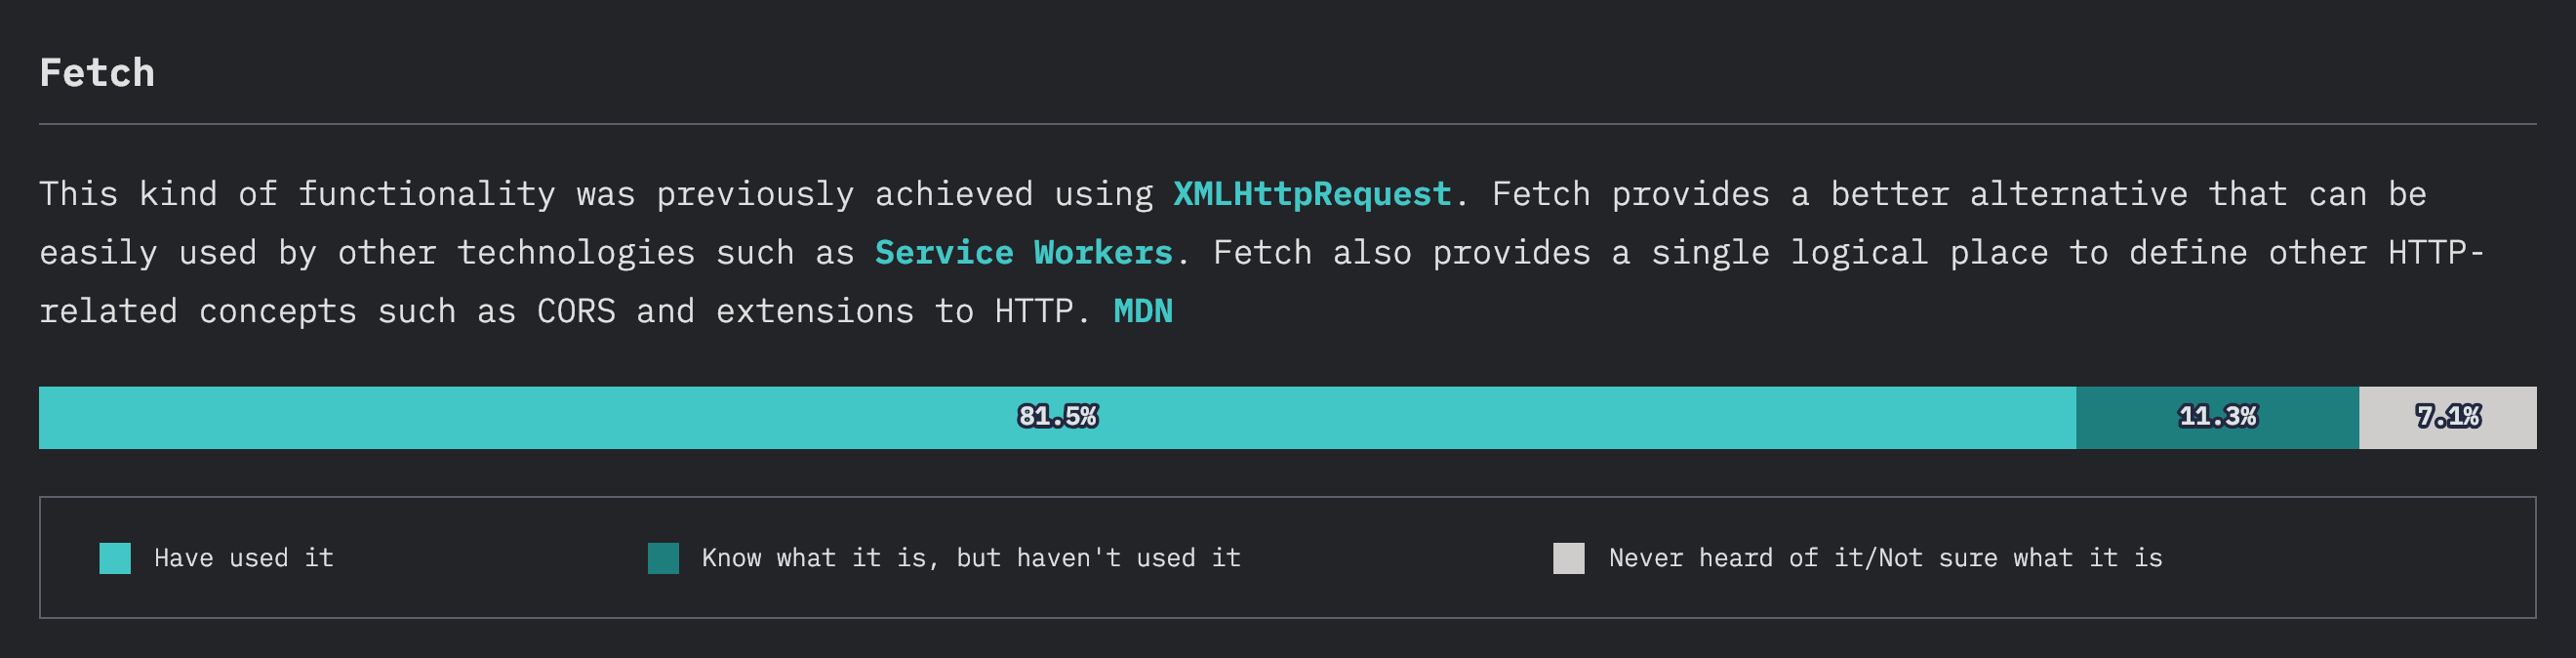 Fetch
This kind of functionality was previously achieved using XMLHttpRequest. Fetch provides a better alternative that can be
easily used by other technologies such as Service Workers. Fetch also provides a single logical place to define other HTTP-
related concepts such as CORS and extensions to HTTP. MDN
81.5% 11.3% 7.1%
Have used it Know what it is, but haven't used it Never heard of it/Not sure what it is